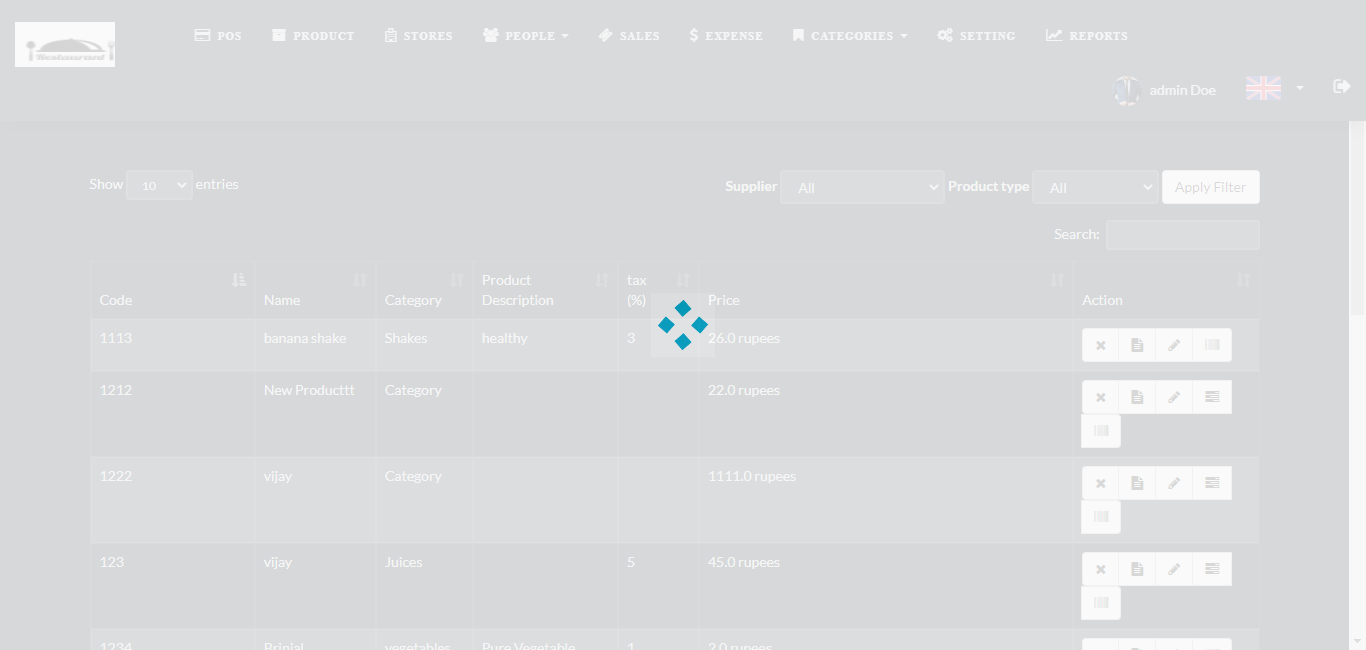 Restaurant
POS PRODUCT STORES PEOPLE SALES EXPENSE CATEGORIES SETTING REPORTS
admin Doe
Show 10 entries
Supplier All Product type All Apply Filter
Search:
Code Name Category Product Description tax (%) Price Action
1113 banana shake Shakes healthy 3 26.0 rupees
1212 New Producttt Category 22.0 rupees
1222 vijay Category 1111.0 rupees
123 vijay Juices 5 45.0 rupees
1234 Brinjal vegetables Pure Vegetable 1 2.0 rupees